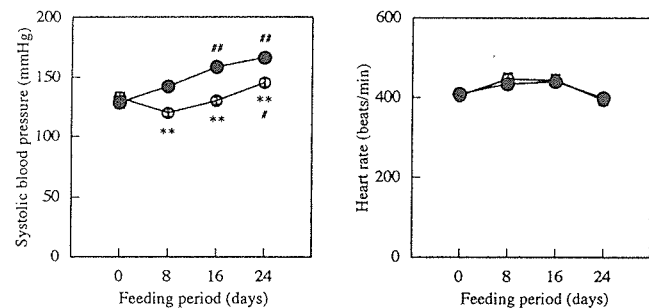 Systolic blood pressure (mmHg)
200
150
100
50
0
##
##
**
**
**
#
0 8 16 24
Feeding period (days)
Heart rate (beats/min)
600
400
200
0
0 8 16 24
Feeding period (days)